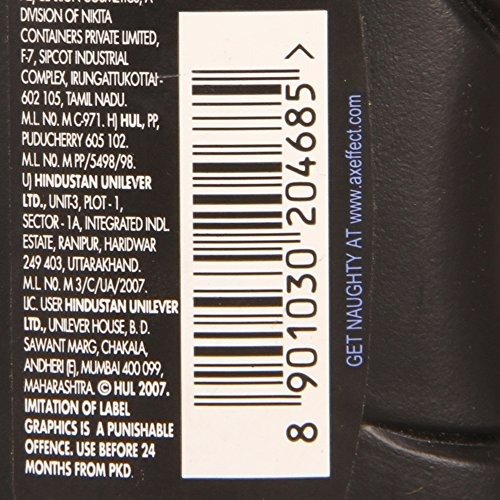 DIVISION OF NIKITA
CONTAINERS PRIVATE LIMITED,
F-7, SIPCOT INDUSTRIAL
COMPLEX, IRUNGATTUKOTTAI-
602 105, TAMIL NADU.
M.L NO. M C-971. H) HUL, PP,
PUDUCHERRY 605 102.
M.L NO. M PP/5498/98.
U) HINDUSTAN UNILEVER
LTD., UNIT-3, PLOT - 1,
SECTOR - 1A, INTEGRATED INDL
ESTATE, RANIPUR, HARIDWAR
249 403, UTTARAKHAND.
M.L NO. M 3/C/UA/2007.
LIC. USER HINDUSTAN UNILEVER
LTD., UNILEVER HOUSE, B. D.
SAWANT MARG, CHAKALA,
ANDHERI (E), MUMBAI 400 099,
MAHARASHTRA. © HUL 2007.
IMITATION OF LABEL
GRAPHICS IS A PUNISHABLE
OFFENCE. USE BEFORE 24
MONTHS FROM PKD.
8 901030 204685 >
GET NAUGHTY AT www.axeffect.com